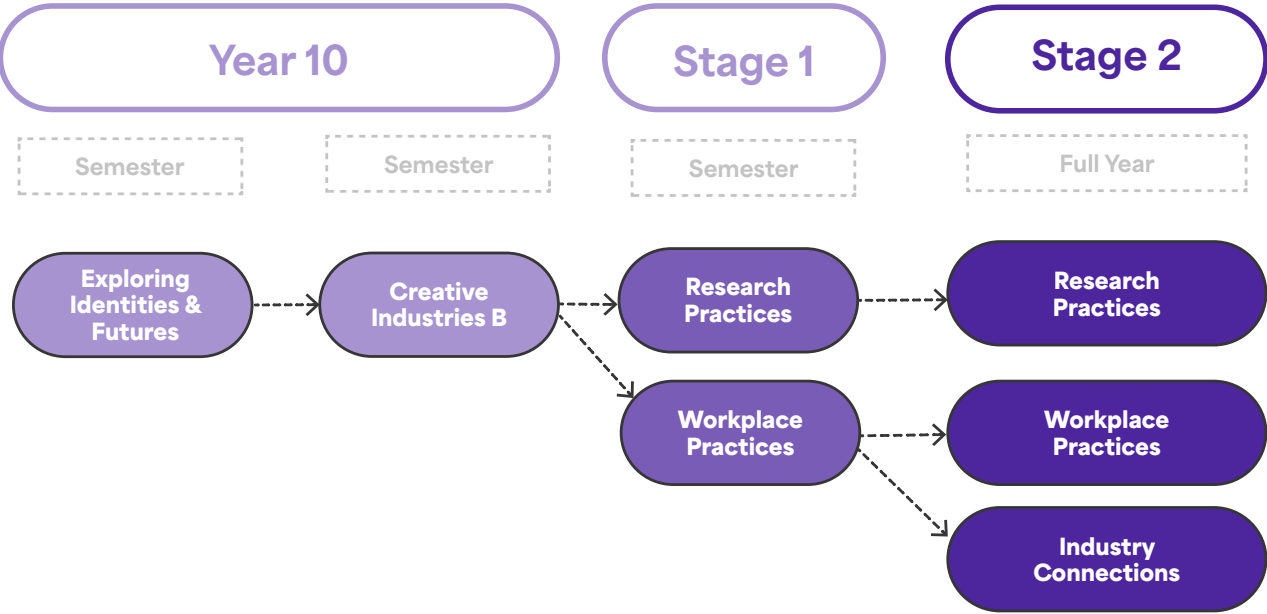 Year 10
Stage 1
Stage 2
Semester
Semester
Semester
Full Year
Exploring
Identities &
Futures
Creative
Industries B
Research
Practices
Research
Practices
Workplace
Practices
Workplace
Practices
Industry
Connections